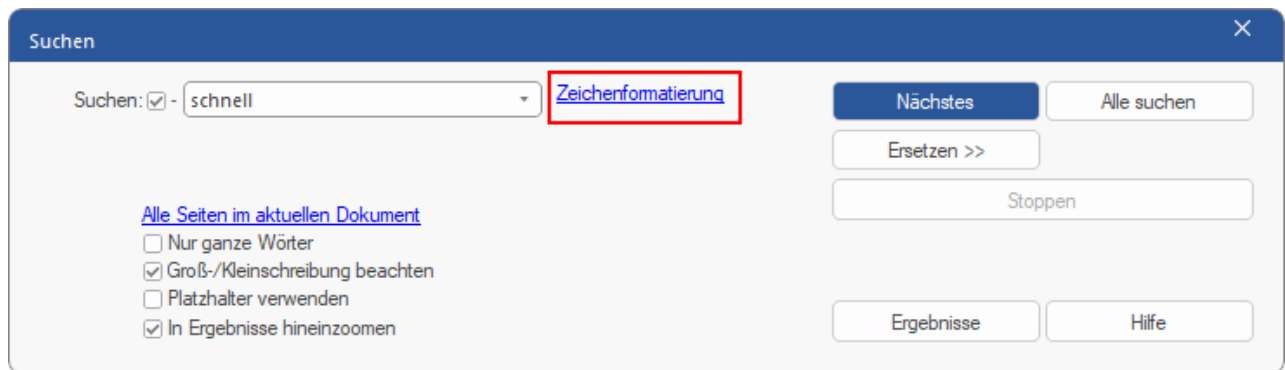 Suchen
Suchen: - schnell Zeichenformatierung Nächstes Alle suchen
Ersetzen >>
Stoppen
Alle Seiten im aktuellen Dokument
Nur ganze Wörter
Groß-/Kleinschreibung beachten
Platzhalter verwenden
In Ergebnisse hineinzoomen
Ergebnisse Hilfe